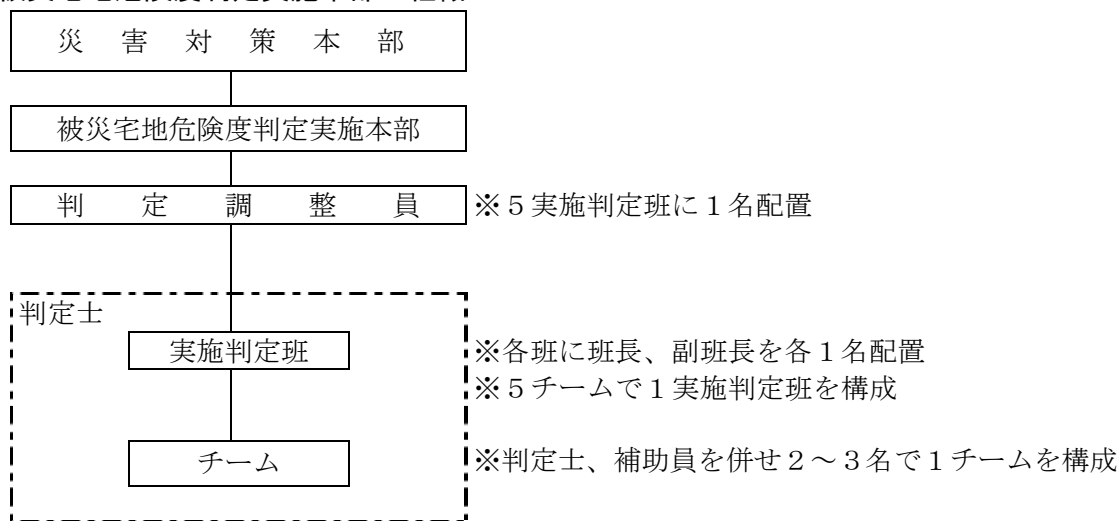 災害対策本部
被災宅地危険度判定実施本部
判定調整員 ※５実施判定班に１名配置
判定士
実施判定班 ※各班に班長、副班長を各１名配置
※５チームで１実施判定班を構成
チーム ※判定士、補助員を併せ２～３名で１チームを構成